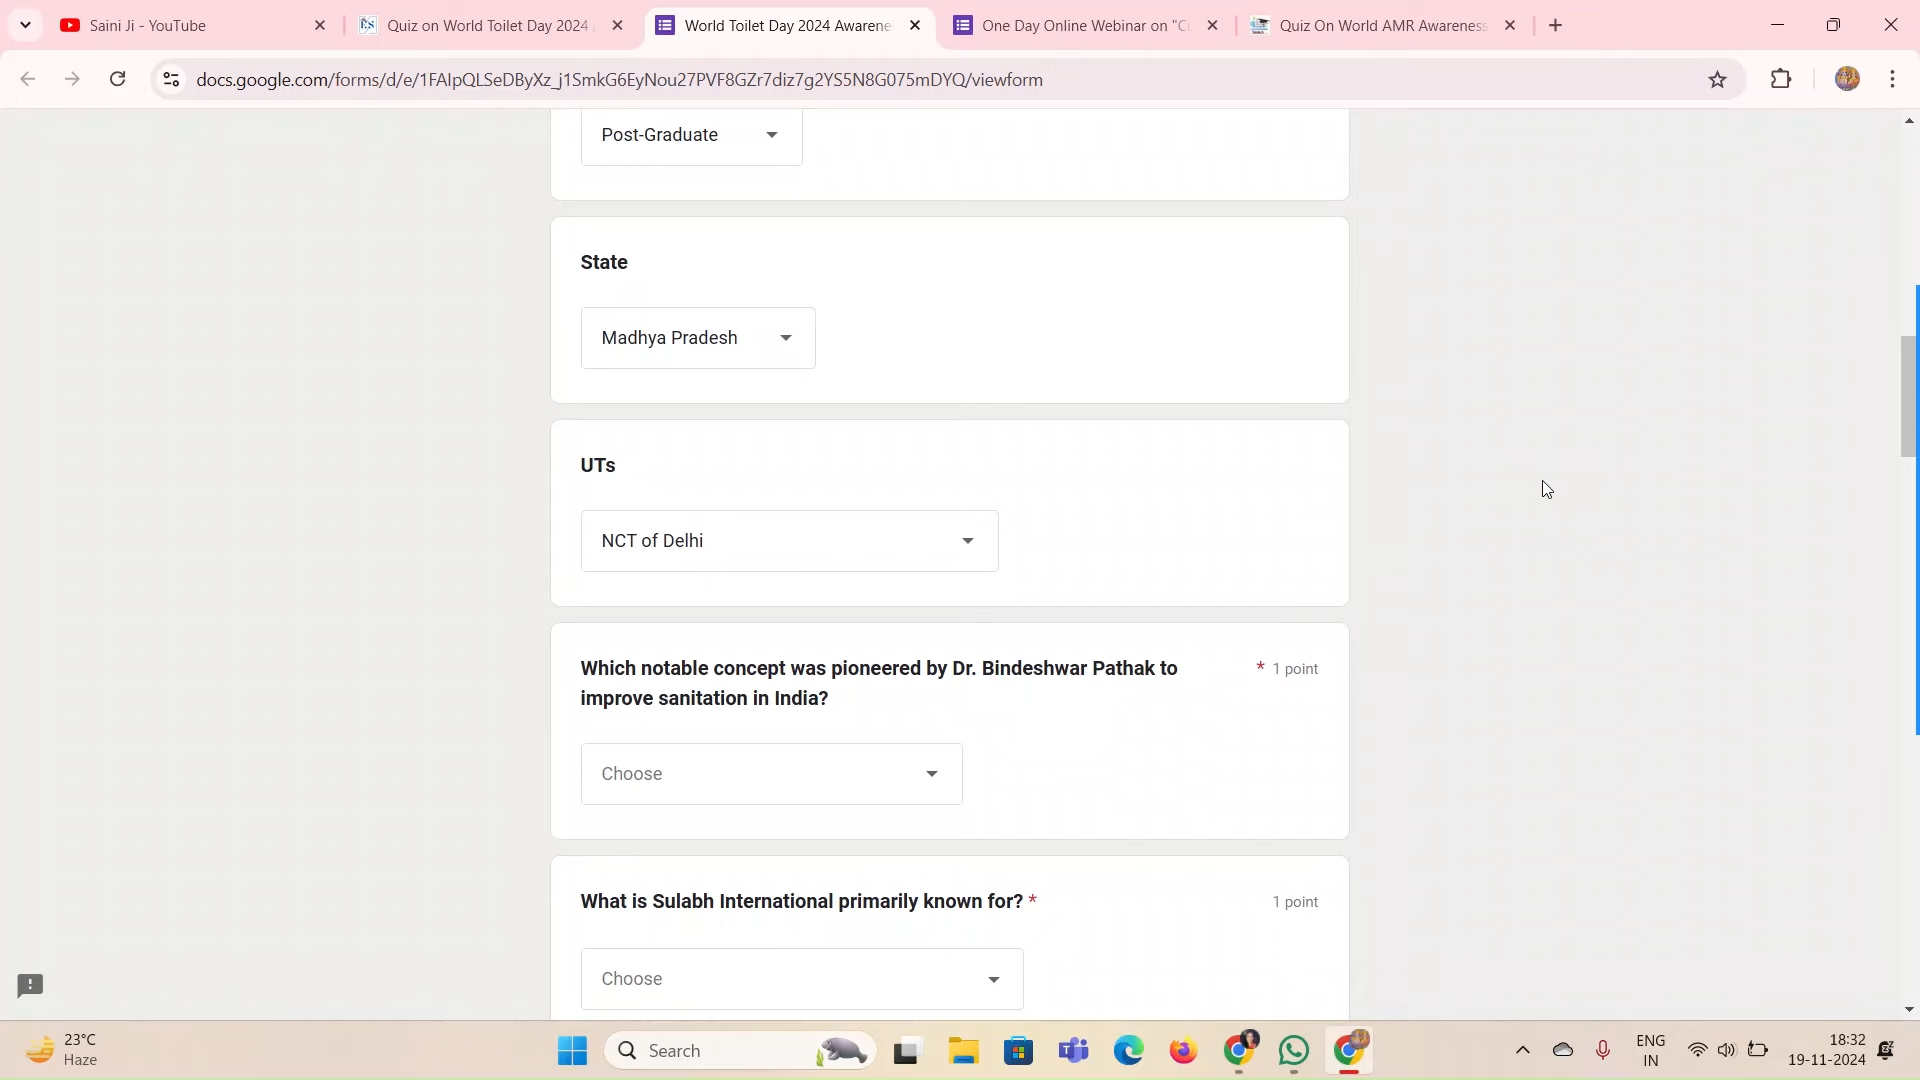 Saini Ji - YouTube
Quiz on World Toilet Day 2024
World Toilet Day 2024 Awarene
One Day Online Webinar on "Cu
Quiz On World AMR Awareness
docs.google.com/forms/d/e/1FAIpQLSeDByXz_j1SmkG6EyNou27PVF8GZr7diz7g2YS5N8G075mDYQ/viewform
Post-Graduate
State
Madhya Pradesh
UTs
NCT of Delhi
Which notable concept was pioneered by Dr. Bindeshwar Pathak to
improve sanitation in India?
* 1 point
Choose
What is Sulabh International primarily known for? *
1 point
Choose
23°C
Haze
Search
ENG
IN
18:32
19-11-2024